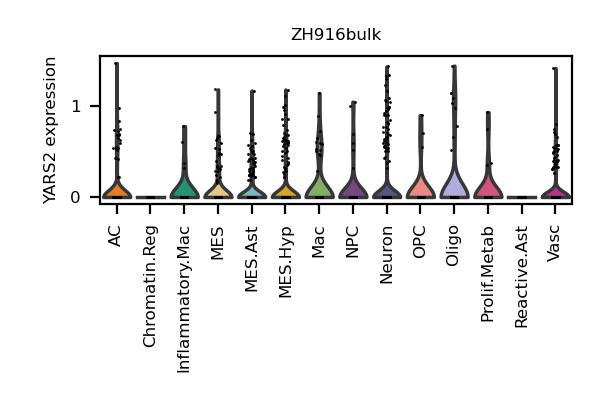 ZH916bulk
YARS2 expression
1
0
AC
Chromatin.Reg
Inflammatory.Mac
MES
MES.Ast
MES.Hyp
Mac
NPC
Neuron
OPC
Oligo
Prolif.Metab
Reactive.Ast
Vasc